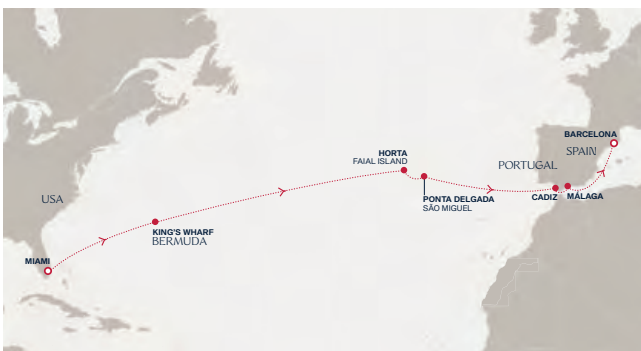 USA
MIAMI
KING'S WHARF
BERMUDA
HORTA
FAIAL ISLAND
PONTA DELGADA
SÃO MIGUEL
PORTUGAL
SPAIN
CADIZ
MÁLAGA
BARCELONA